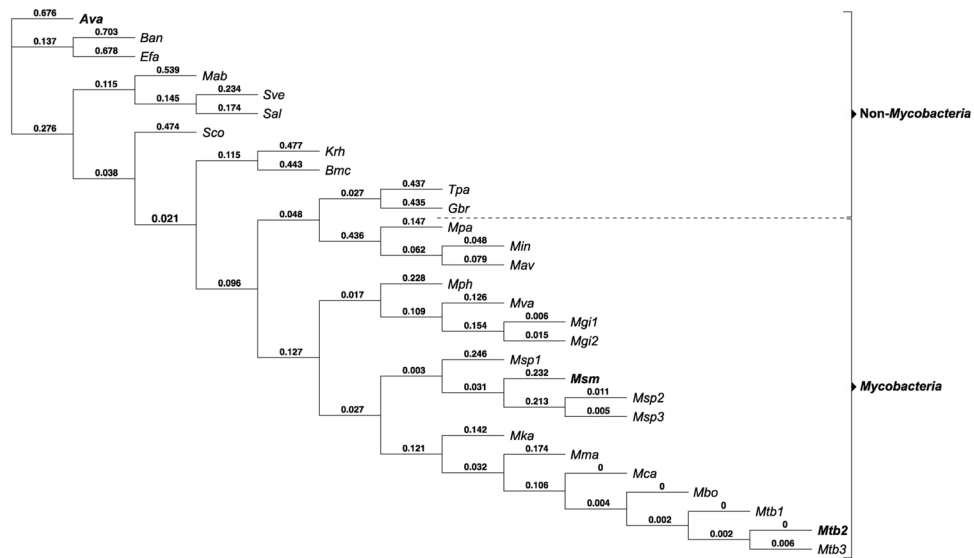 0.676 Ava
0.703 Ban
0.137
0.678 Efa
0.539 Mab
0.115
0.234 Sve
0.145
0.174 Sal
Non-Mycobacteria
0.474 Sco
0.276
0.477 Krh
0.115
0.443 Bmc
0.038
0.437 Tpa
0.027
0.435 Gbr
0.048
0.021
0.147 Mpa
0.436
0.048 Min
0.062
0.079 Mav
0.096
0.228 Mph
0.017
0.126 Mva
0.109
0.006 Mgi1
0.154
0.015 Mgi2
0.127
0.246 Msp1
0.003
0.232 Msm
0.031
0.011 Msp2
0.213
0.005 Msp3
Mycobacteria
0.027
0.142 Mka
0.121
0.174 Mma
0.032
0 Mca
0.106
0 Mbo
0.004
0 Mtb1
0.002
0 Mtb2
0.002
0.006 Mtb3